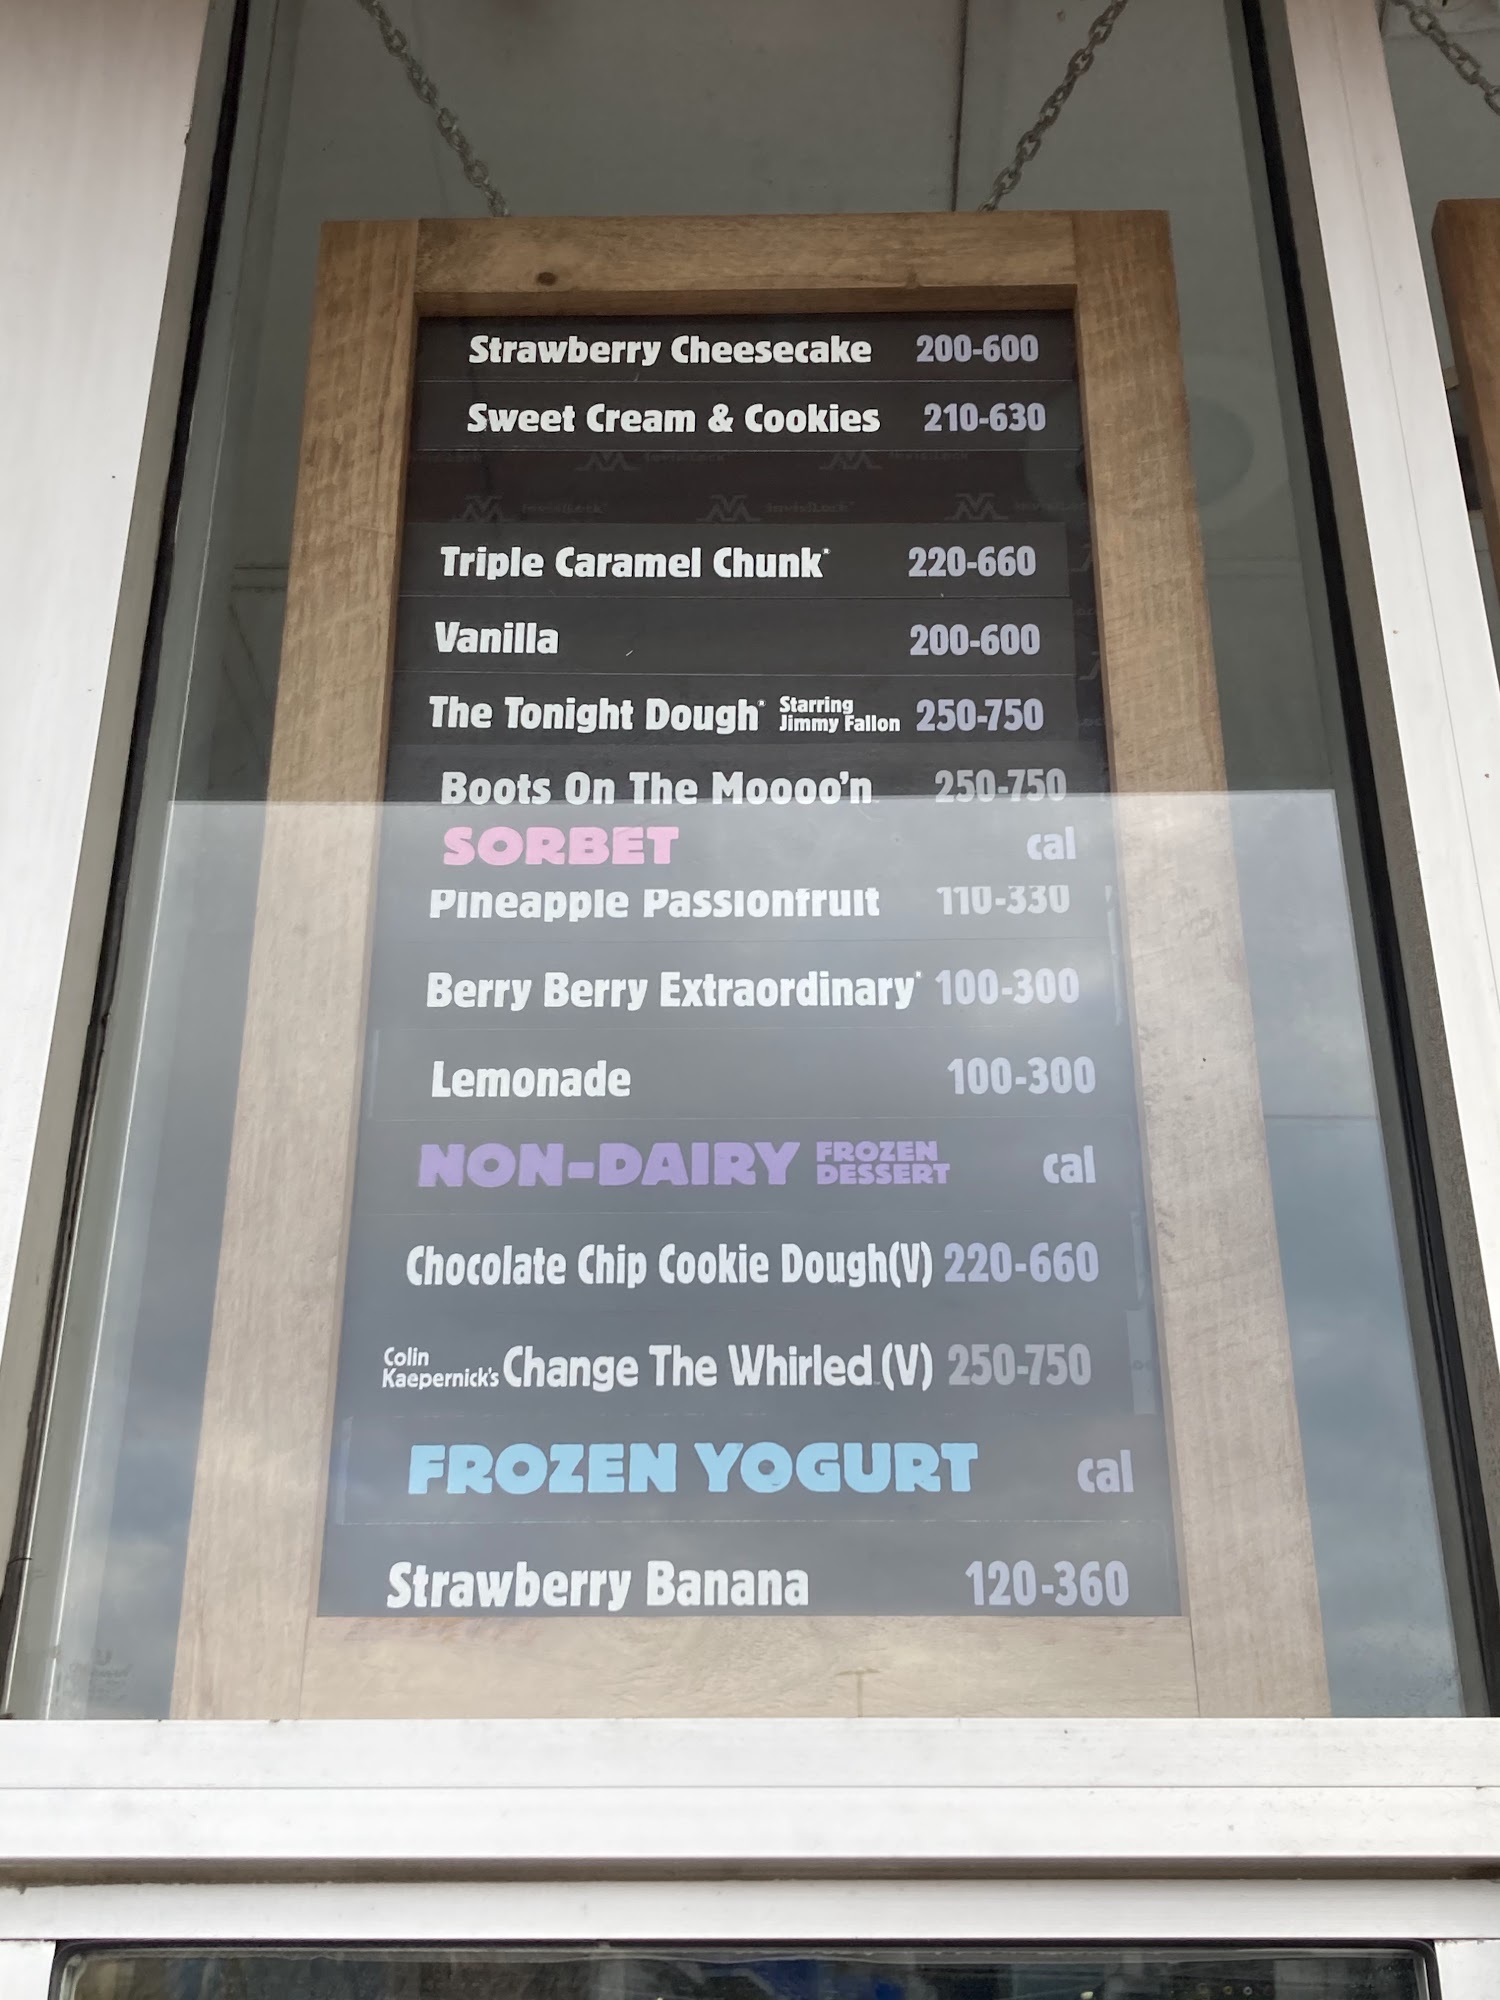 Strawberry Cheesecake 200-600
Sweet Cream & Cookies 210-630
Triple Caramel Chunk* 220-660
Vanilla 200-600
The Tonight Dough* Starring Jimmy Fallon 250-750
Boots On The Moooo'n 250-750
SORBET cal
Pineapple Passionfruit 110-330
Berry Berry Extraordinary* 100-300
Lemonade 100-300
NON-DAIRY FROZEN DESSERT cal
Chocolate Chip Cookie Dough(V) 220-660
Colin Kaepernick's Change The Whirled (V) 250-750
FROZEN YOGURT cal
Strawberry Banana 120-360